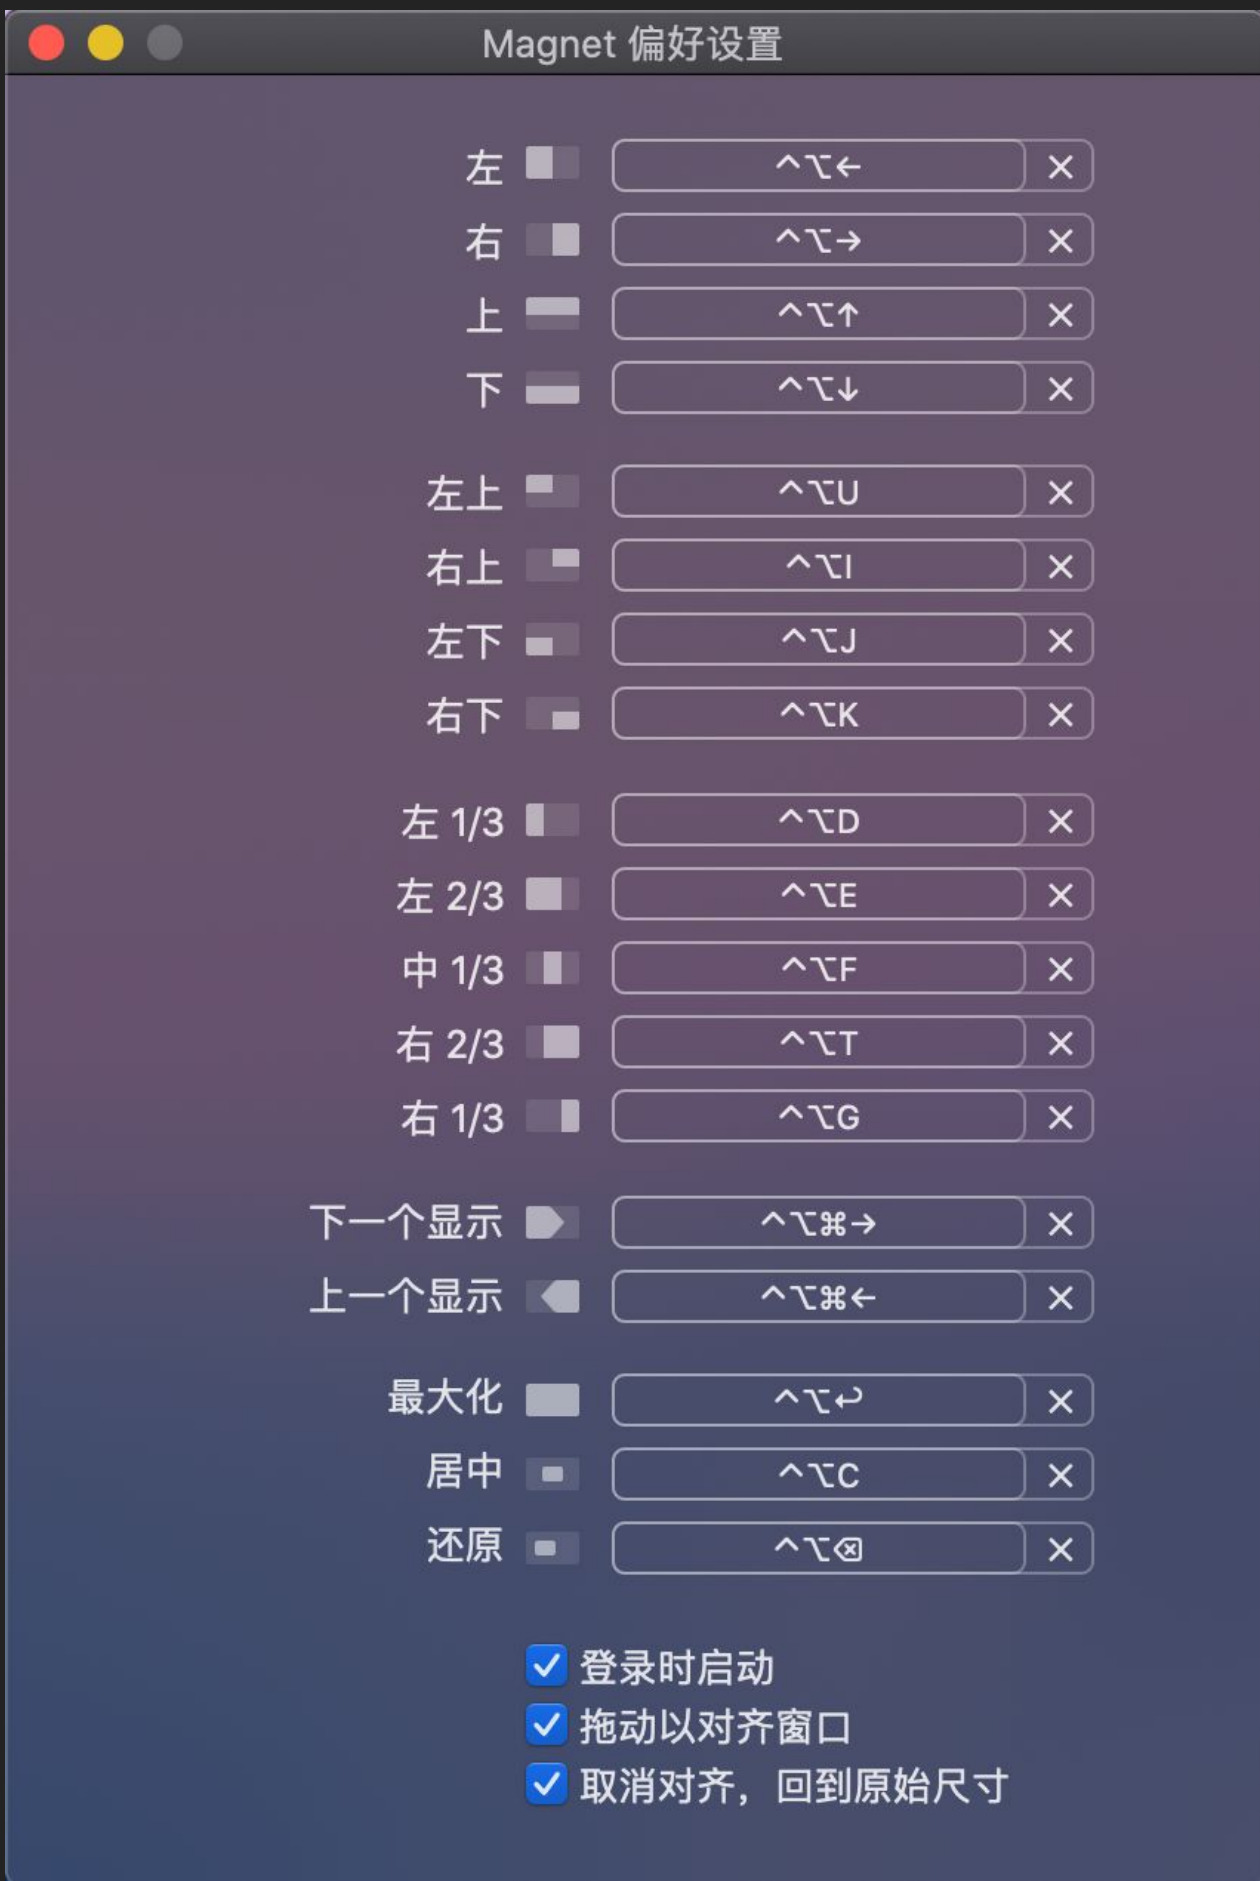 Magnet 偏好设置
左 ^⌥←
右 ^⌥→
上 ^⌥↑
下 ^⌥↓
左上 ^⌥U
右上 ^⌥I
左下 ^⌥J
右下 ^⌥K
左 1/3 ^⌥D
左 2/3 ^⌥E
中 1/3 ^⌥F
右 2/3 ^⌥T
右 1/3 ^⌥G
下一个显示 ^⌥⌘→
上一个显示 ^⌥⌘←
最大化 ^⌥↩
居中 ^⌥C
还原 ^⌥⌫
登录时启动
拖动以对齐窗口
取消对齐，回到原始尺寸